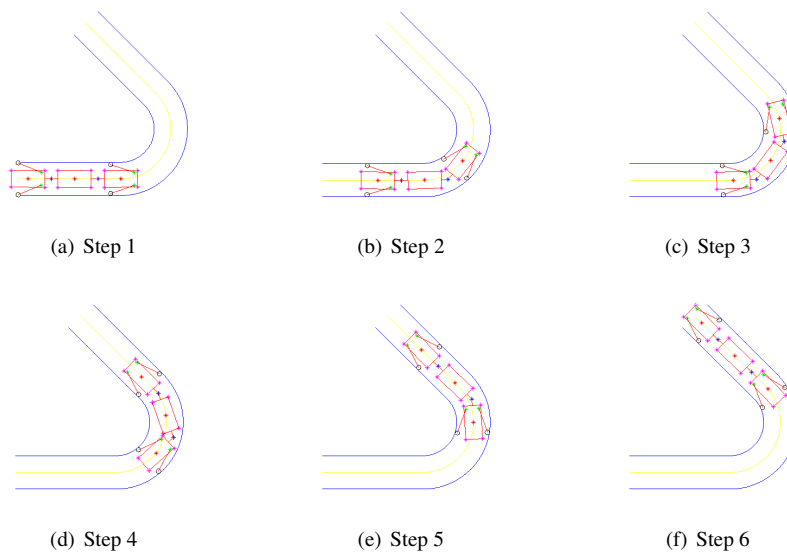 (a) Step 1
(b) Step 2
(c) Step 3
(d) Step 4
(e) Step 5
(f) Step 6